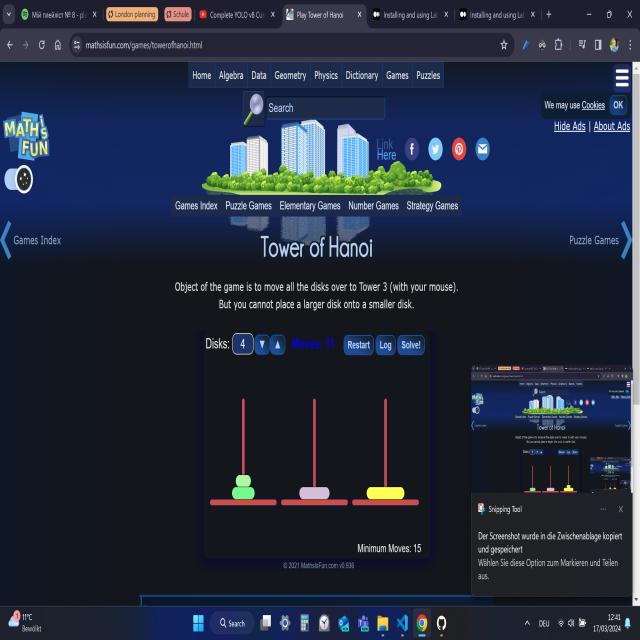 Мій плейліст № 8 - pl
London planning
Schule
Complete YOLO v8 Cus
Play Tower of Hanoi
Installing and using La
Installing and using La
mathsisfun.com/games/towerofhanoi.html
Home Algebra Data Geometry Physics Dictionary Games Puzzles
Search
We may use Cookies OK
Hide Ads | About Ads
MATHS IS FUN
Link Here
Games Index Puzzle Games Elementary Games Number Games Strategy Games
Games Index
Puzzle Games
Tower of Hanoi
Object of the game is to move all the disks over to Tower 3 (with your mouse).
But you cannot place a larger disk onto a smaller disk.
Disks: 4 ▼ ▲ Moves: 11 Restart Log Solve!
Minimum Moves: 15
© 2021 MathsIsFun.com v0.936
Snipping Tool
Der Screenshot wurde in die Zwischenablage kopiert
und gespeichert
Wählen Sie diese Option zum Markieren und Teilen
aus.
11°C
Bewölkt
Search
DEU
12:41
17/03/2024